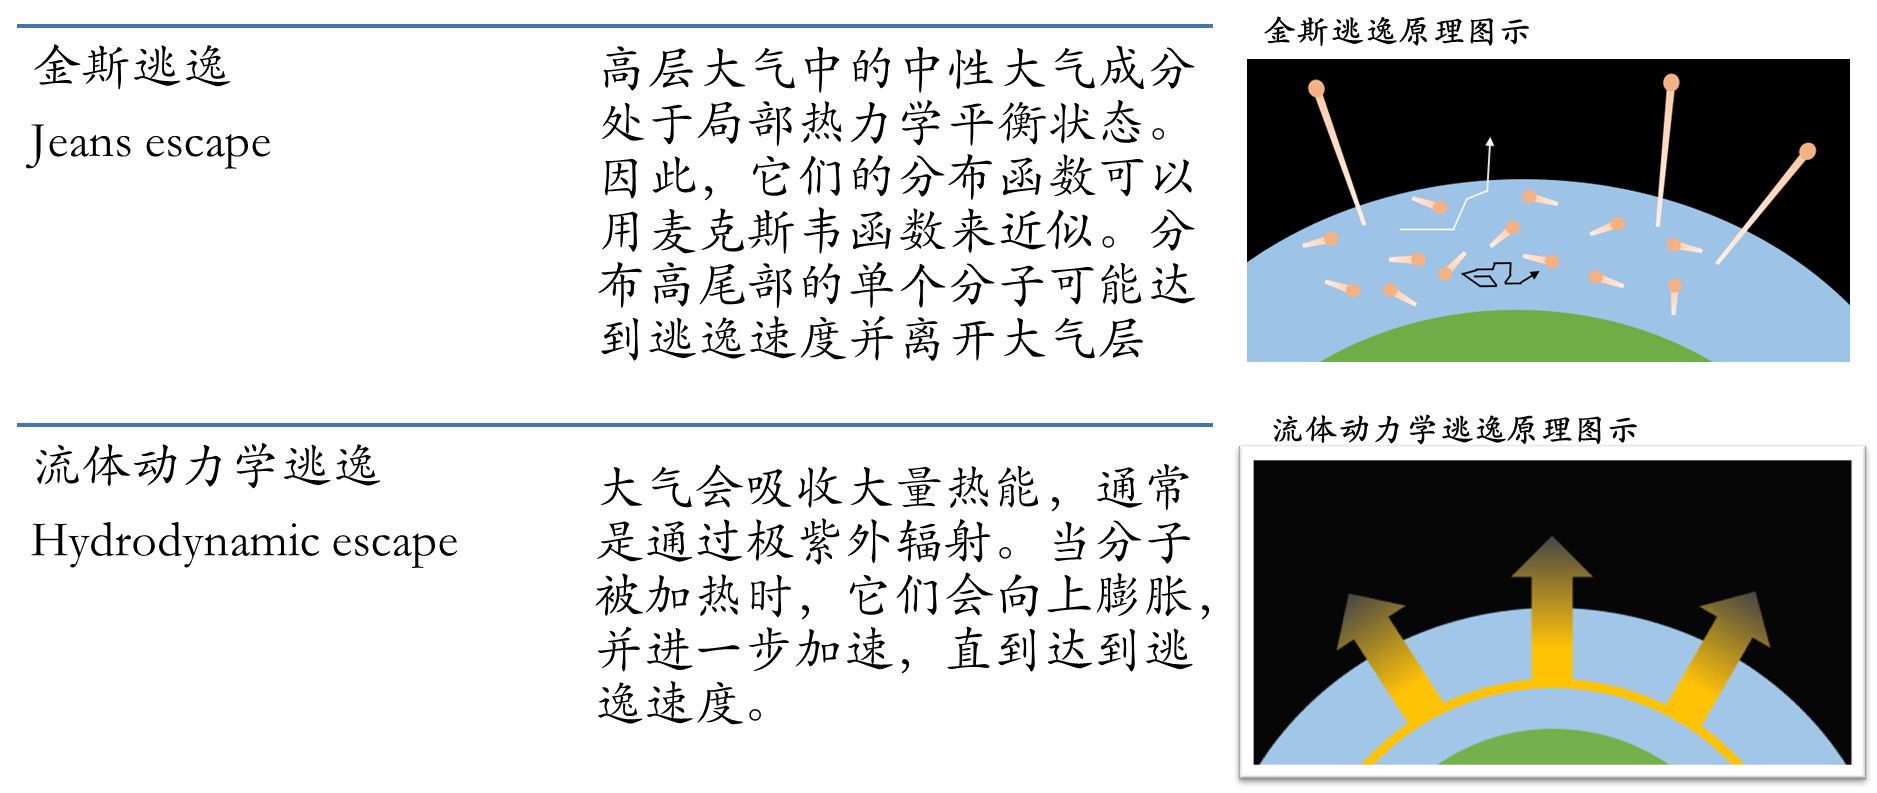 金斯逃逸
Jeans escape
高层大气中的中性大气成分
处于局部热力学平衡状态。
因此，它们的分布函数可以
用麦克斯韦函数来近似。分
布高尾部的单个分子可能达
到逃逸速度并离开大气层
金斯逃逸原理图示
流体动力学逃逸
Hydrodynamic escape
大气会吸收大量热能，通常
是通过极紫外辐射。当分子
被加热时，它们会向上膨胀，
并进一步加速，直到达到逃
逸速度。
流体动力学逃逸原理图示